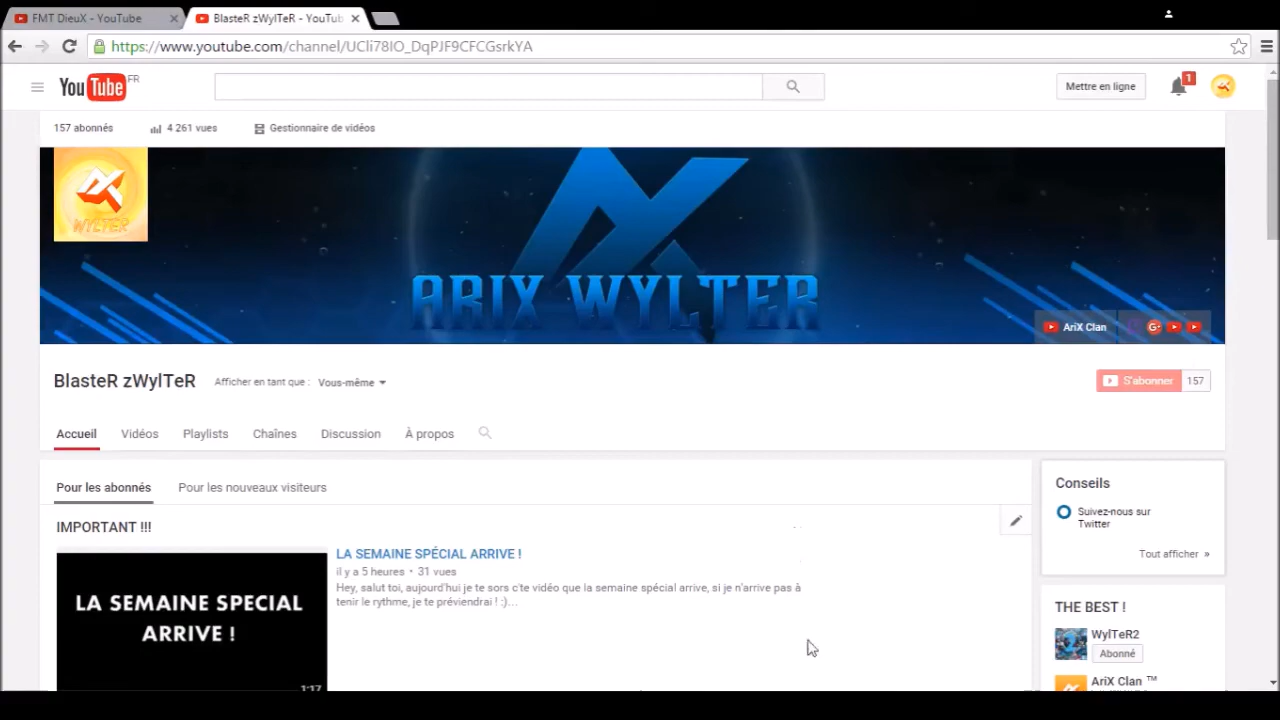 FMT DieuX - YouTube
BlasteR zWylTeR - YouTub
https://www.youtube.com/channel/UCli78IO_DqPJF9CFCGsrkYA
YouTube FR
Mettre en ligne
1
157 abonnés
4 261 vues
Gestionnaire de vidéos
WYLTER
ARIX WYLTER
AriX Clan
G+
BlasteR zWylTeR
Afficher en tant que :
Vous-même
S'abonner
157
Accueil
Vidéos
Playlists
Chaînes
Discussion
À propos
Pour les abonnés
Pour les nouveaux visiteurs
IMPORTANT !!!
LA SEMAINE SPECIAL
ARRIVE !
1:17
LA SEMAINE SPÉCIAL ARRIVE !
il y a 5 heures • 31 vues
Hey, salut toi, aujourd'hui je te sors c'te vidéo que la semaine spécial arrive, si je n'arrive pas à
tenir le rythme, je te préviendrai ! :)...
Conseils
Suivez-nous sur
Twitter
Tout afficher »
THE BEST !
WylTeR2
Abonné
AriX Clan ™